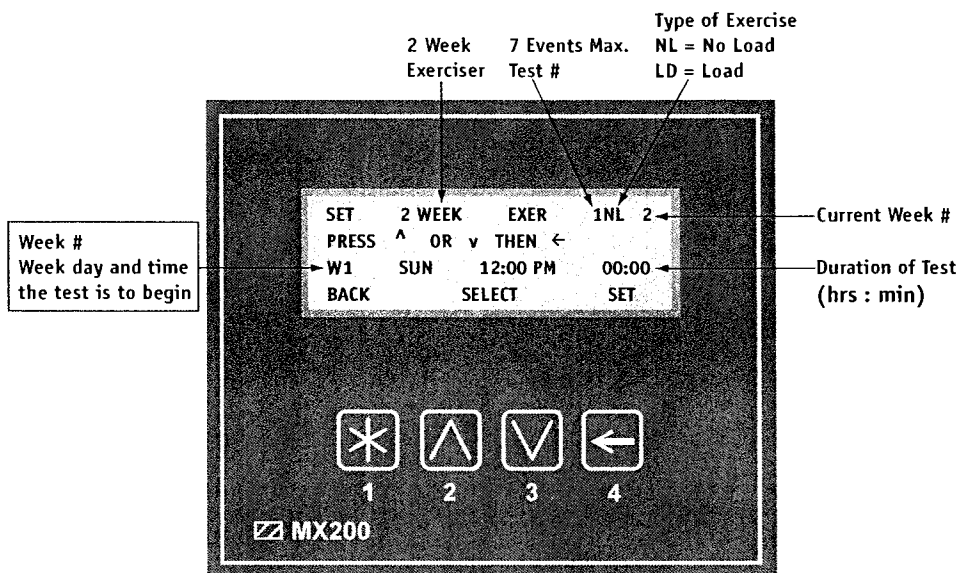 2 Week
Exerciser
7 Events Max.
Test #
Type of Exercise
NL = No Load
LD = Load
SET 2 WEEK EXER 1NL 2
PRESS ^ OR v THEN ←
W1 SUN 12:00 PM 00:00
BACK SELECT SET
Week #
Week day and time
the test is to begin
Current Week #
Duration of Test
(hrs : min)
1 2 3 4
MX200